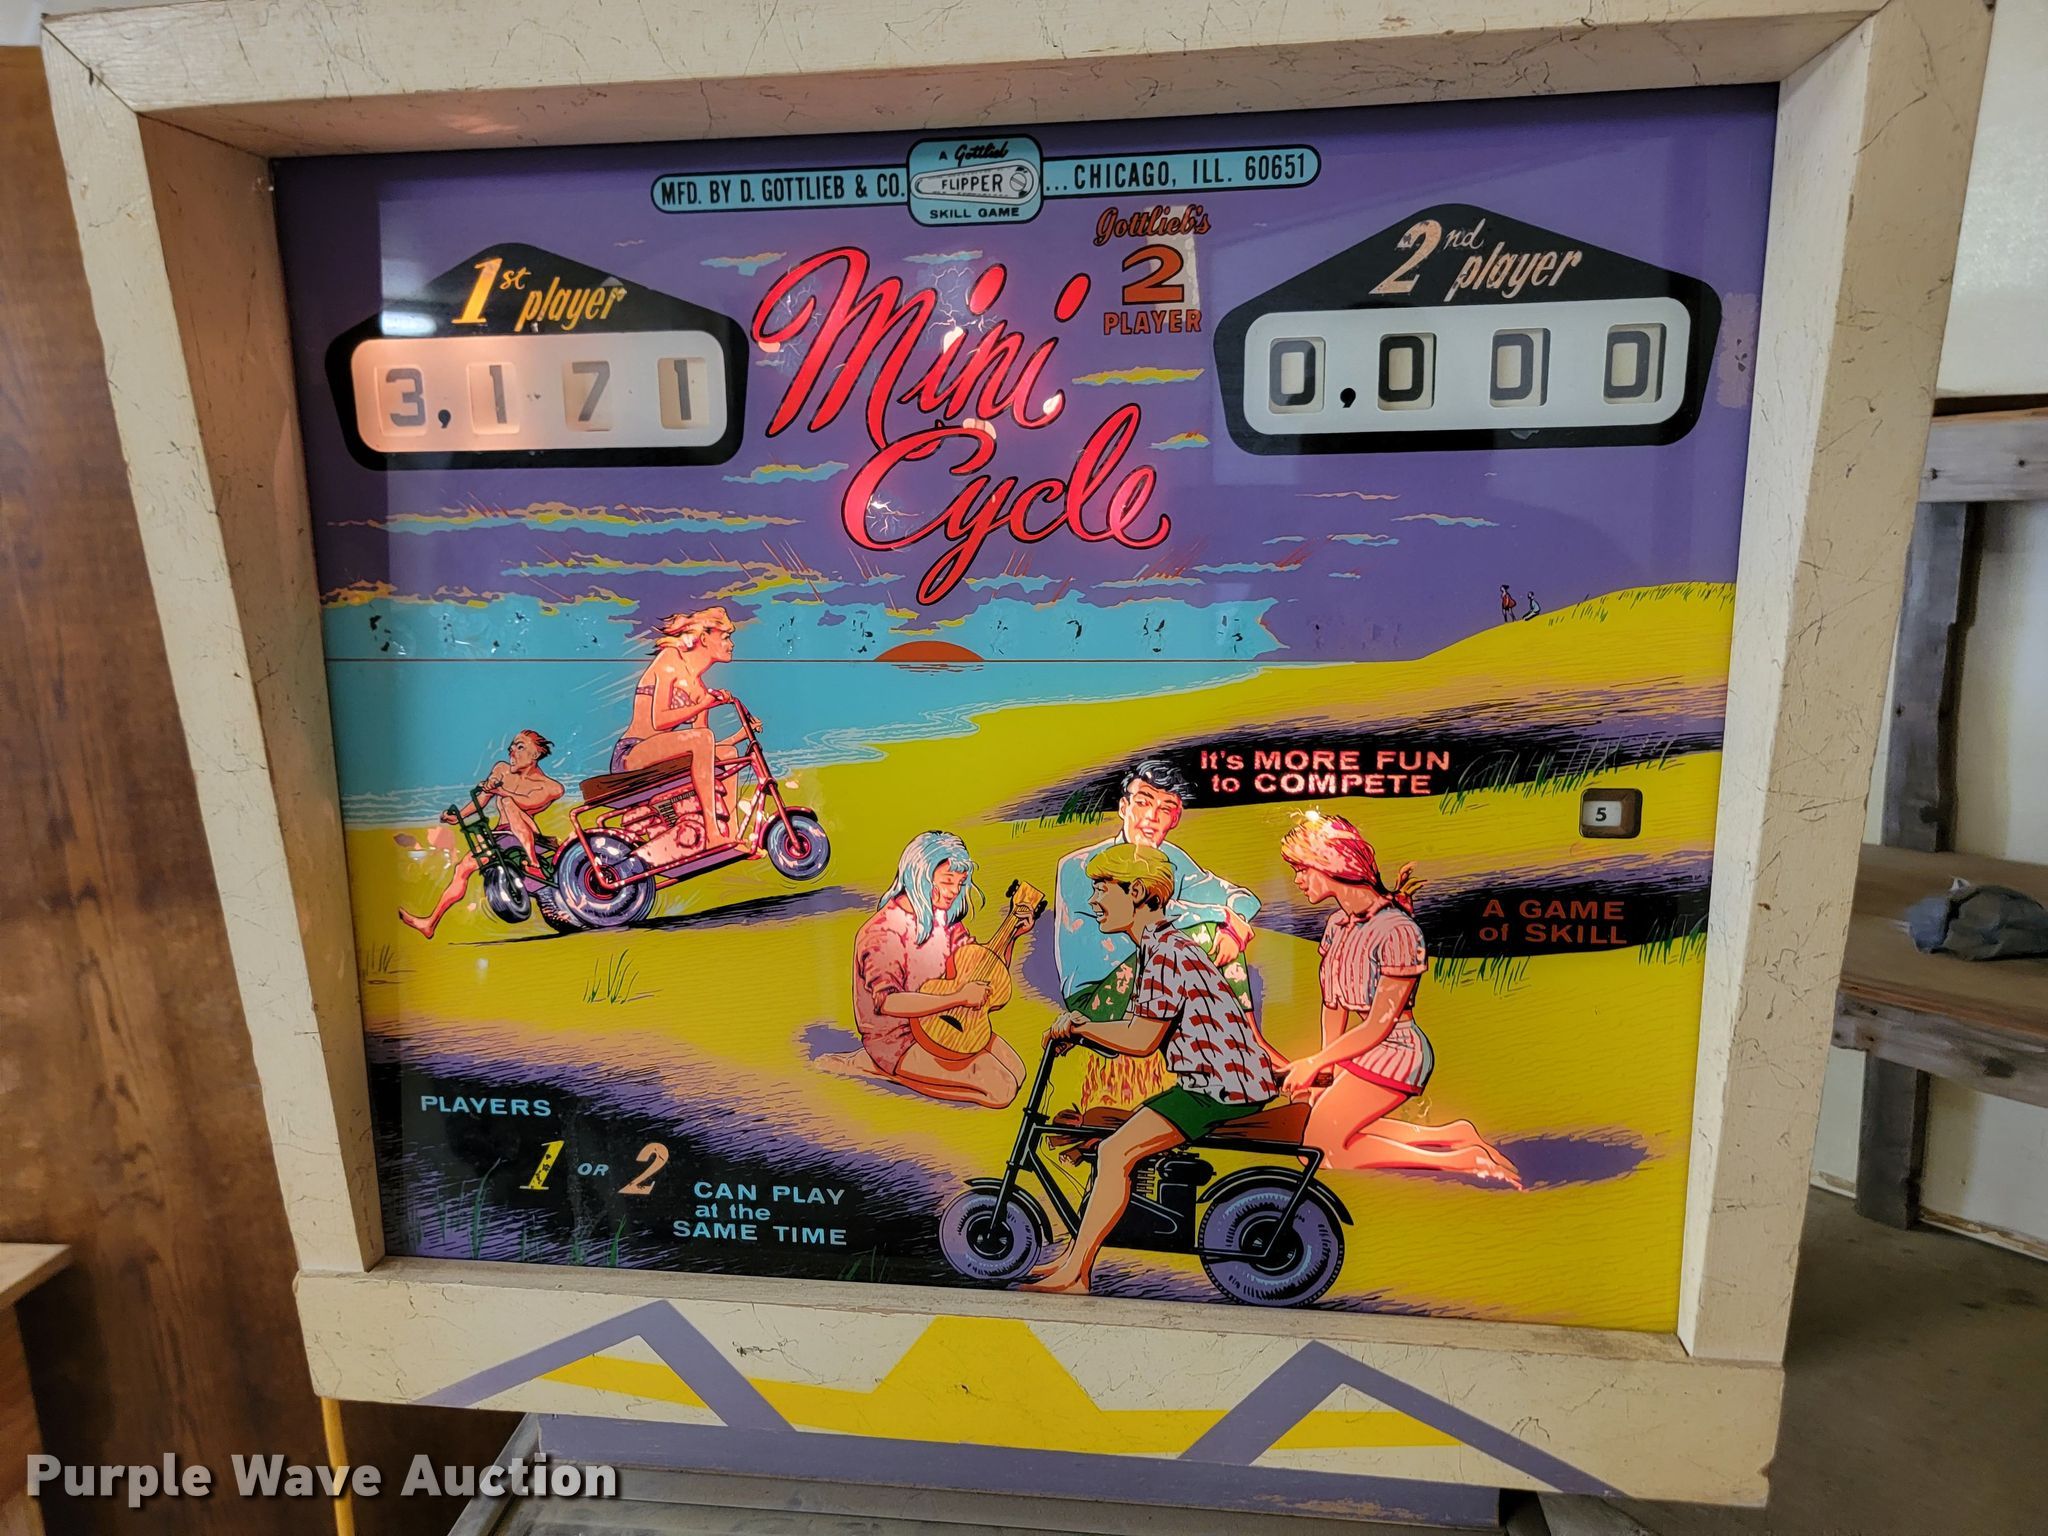 A Gottlieb
MFD. BY D. GOTTLIEB & CO. FLIPPER ... CHICAGO, ILL. 60651
SKILL GAME
Gottlieb's
2
PLAYER
1st player
3,171
Mini
Cycle
2nd player
0,000
It's MORE FUN
to COMPETE
5
A GAME
of SKILL
PLAYERS
1 OR 2
CAN PLAY
at the
SAME TIME
Purple Wave Auction